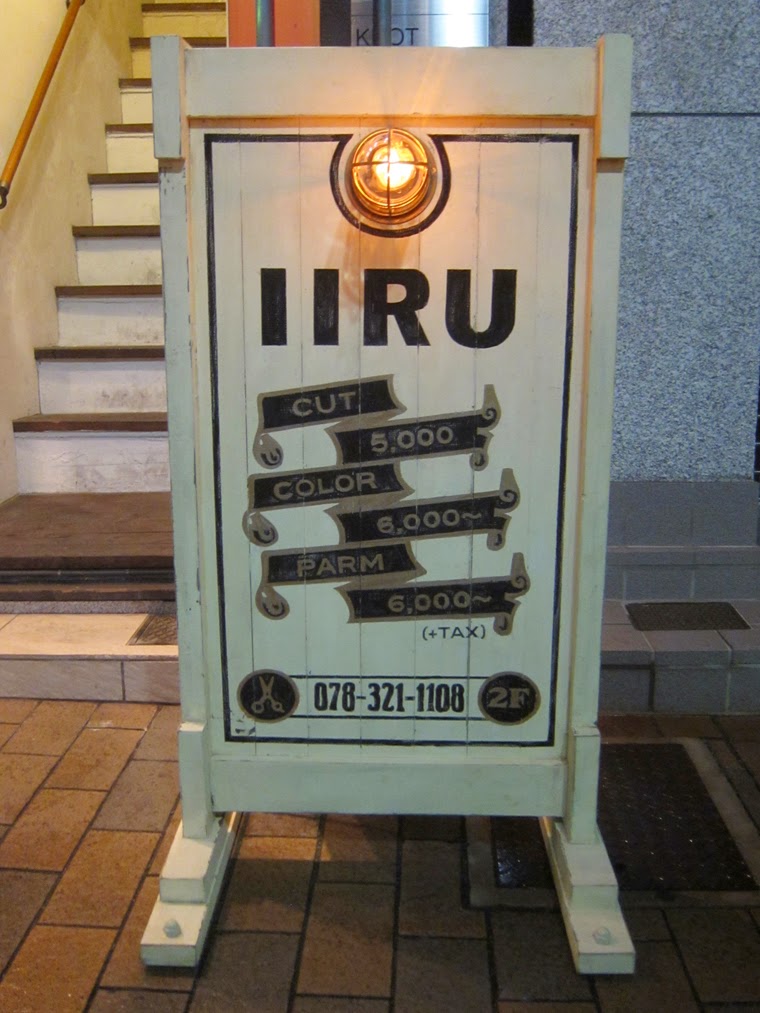 IIRU
CUT
5,000
COLOR
6,000~
PARM
6,000~
(+TAX)
078-321-1108 2F